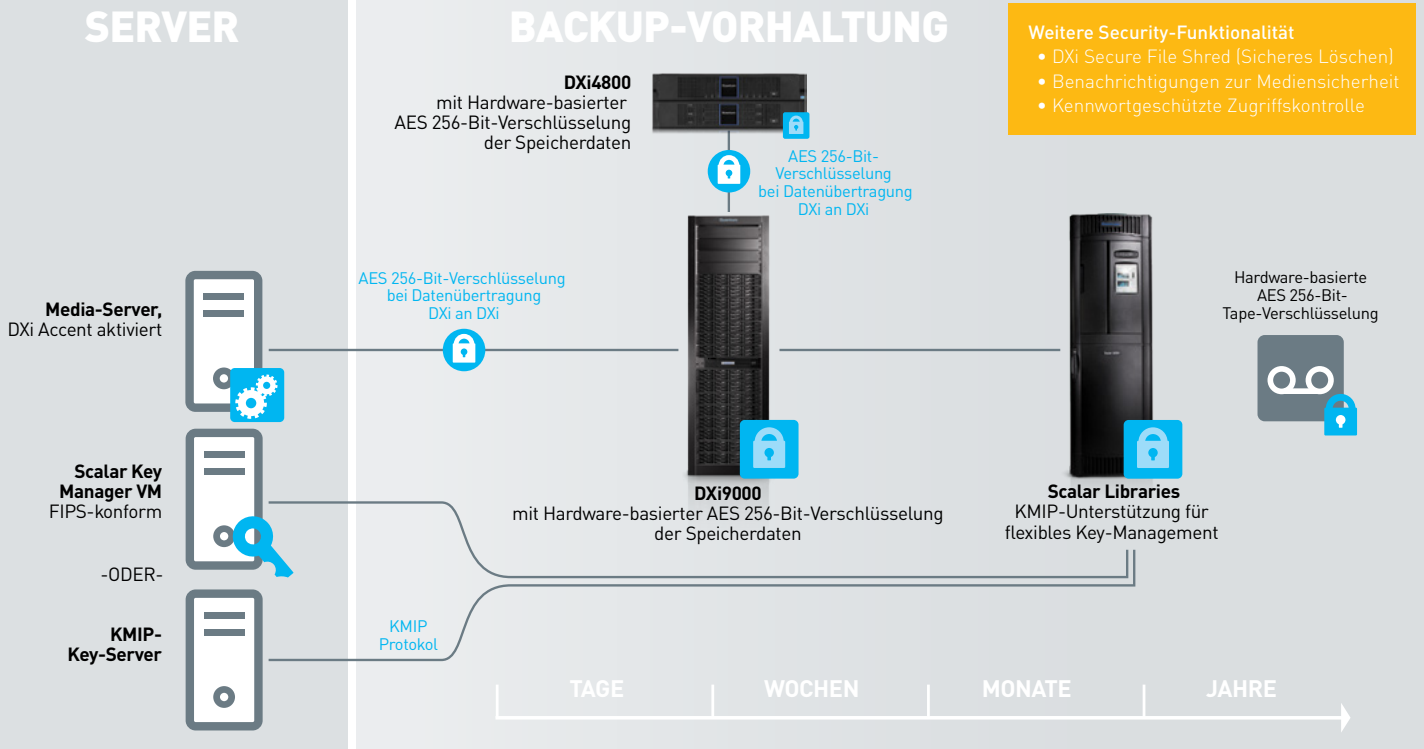 SERVER
BACKUP-VORHALTUNG
Weitere Security-Funktionalität
• DXi Secure File Shred (Sicheres Löschen)
• Benachrichtigungen zur Mediensicherheit
• Kennwortgeschützte Zugriffskontrolle
DXi4800
mit Hardware-basierter
AES 256-Bit-Verschlüsselung
der Speicherdaten
AES 256-Bit-
Verschlüsselung
bei Datenübertragung
DXi an DXi
Media-Server,
DXi Accent aktiviert
AES 256-Bit-Verschlüsselung
bei Datenübertragung
DXi an DXi
Hardware-basierte
AES 256-Bit-
Tape-Verschlüsselung
Scalar Key
Manager VM
FIPS-konform
DXi9000
mit Hardware-basierter AES 256-Bit-Verschlüsselung
der Speicherdaten
Scalar Libraries
KMIP-Unterstützung für
flexibles Key-Management
-ODER-
KMIP-
Key-Server
KMIP
Protokol
TAGE
WOCHEN
MONATE
JAHRE